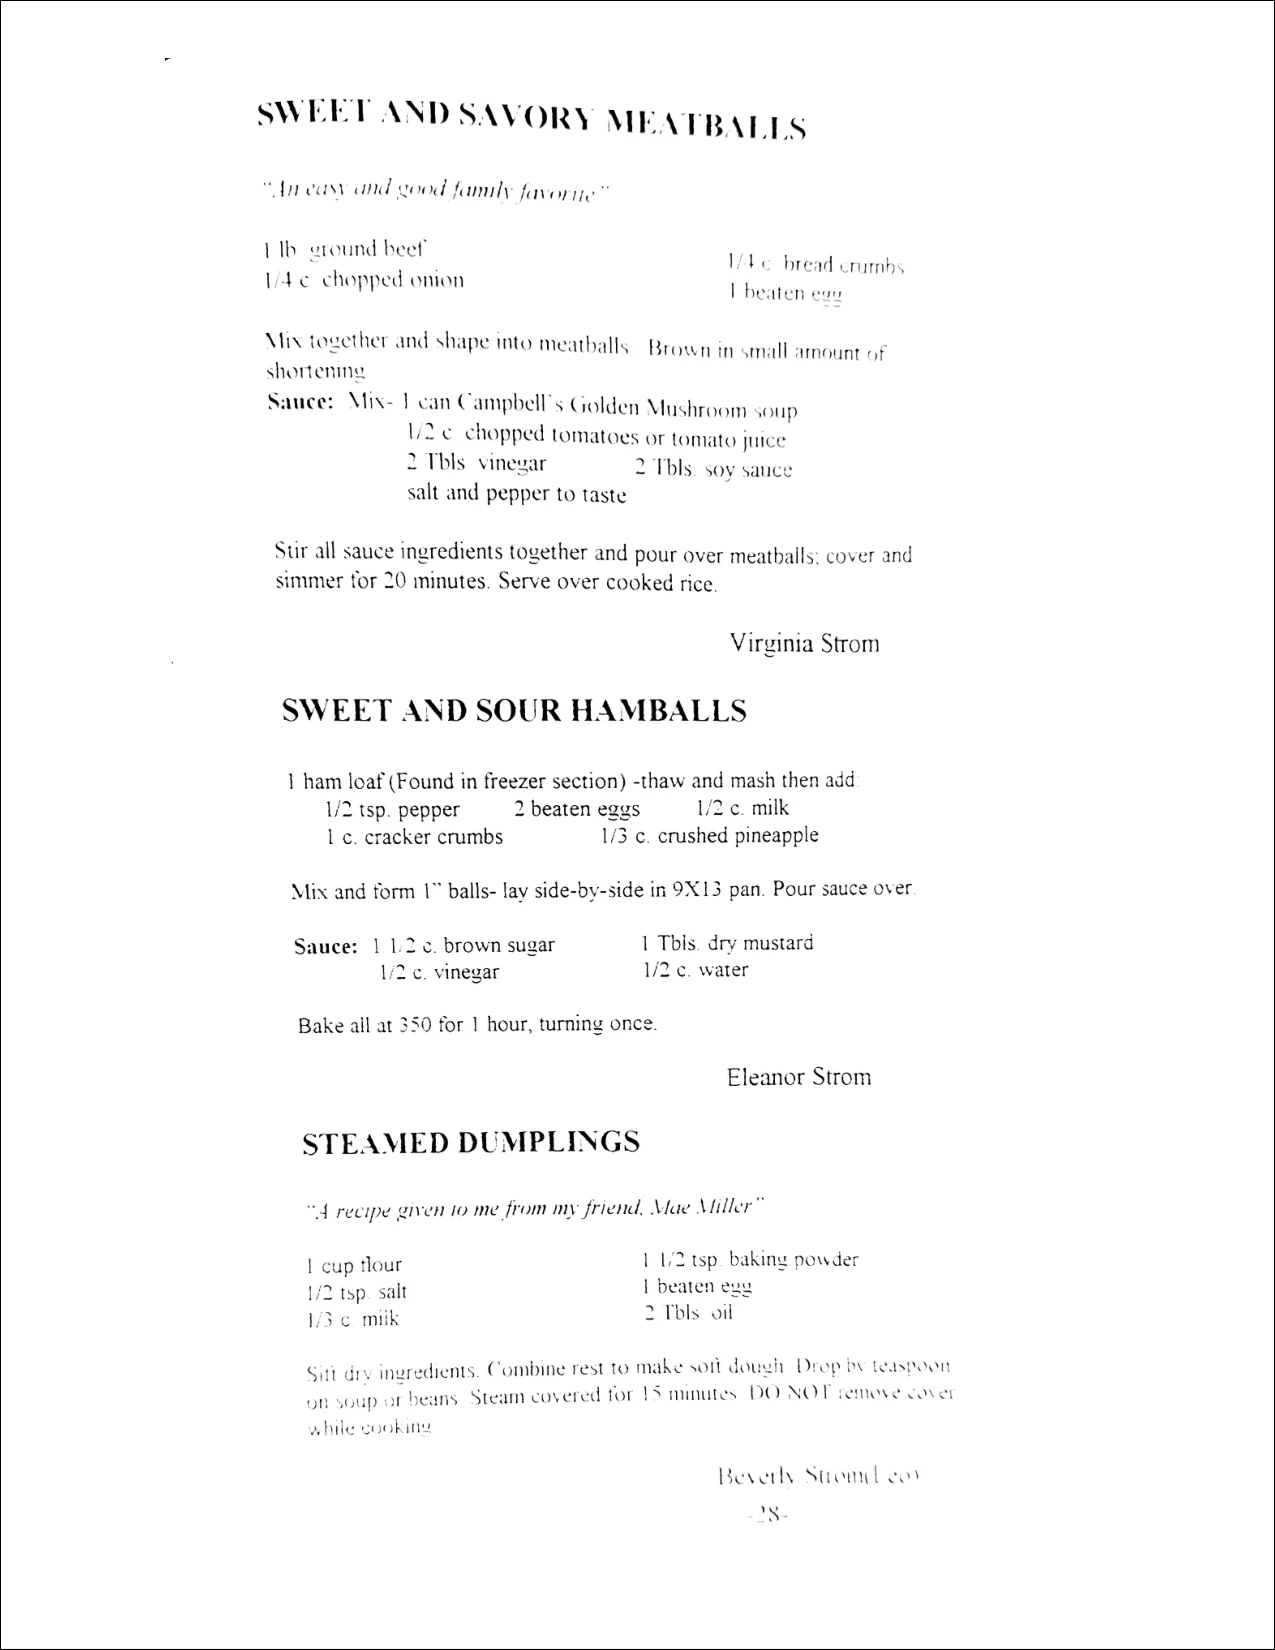 SWEET AND SAVORY MEATBALLS
"An easy and good family favorite"
1 lb. ground beef 1/4 c. bread crumbs
1/4 c. chopped onion 1 beaten egg
Mix together and shape into meatballs. Brown in small amount of
shortening.
Sauce: Mix- 1 can Campbell's Golden Mushroom soup
1/2 c. chopped tomatoes or tomato juice
2 Tbls. vinegar 2 Tbls. soy sauce
salt and pepper to taste
Stir all sauce ingredients together and pour over meatballs; cover and
simmer for 20 minutes. Serve over cooked rice.
Virginia Strom
SWEET AND SOUR HAMBALLS
1 ham loaf (Found in freezer section) -thaw and mash then add:
1/2 tsp. pepper 2 beaten eggs 1/2 c. milk
1 c. cracker crumbs 1/3 c. crushed pineapple
Mix and form 1" balls- lay side-by-side in 9X13 pan. Pour sauce over.
Sauce: 1 1/2 c. brown sugar 1 Tbls. dry mustard
1/2 c. vinegar 1/2 c. water
Bake all at 350 for 1 hour, turning once.
Eleanor Strom
STEAMED DUMPLINGS
"A recipe given to me from my friend, Mae Miller"
1 cup flour 1 1/2 tsp. baking powder
1/2 tsp. salt 1 beaten egg
1/3 c. milk 2 Tbls. oil
Sift dry ingredients. Combine rest to make soft dough. Drop by teaspoon
on soup or beans. Steam covered for 15 minutes. DO NOT remove cover
while cooking.
Beverly
-28-